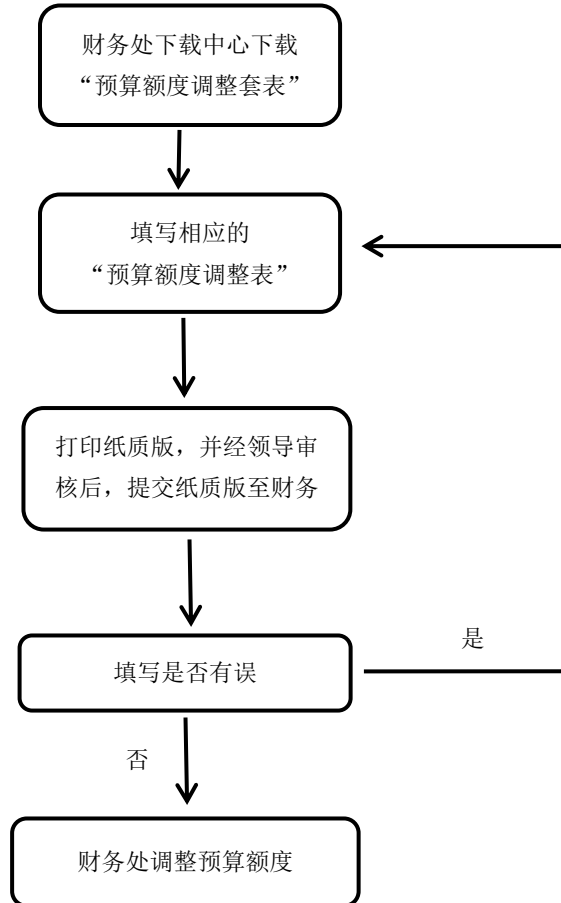 财务处下载中心下载
“预算额度调整套表”
填写相应的
“预算额度调整表”
打印纸质版，并经领导审
核后，提交纸质版至财务
填写是否有误
是
否
财务处调整预算额度